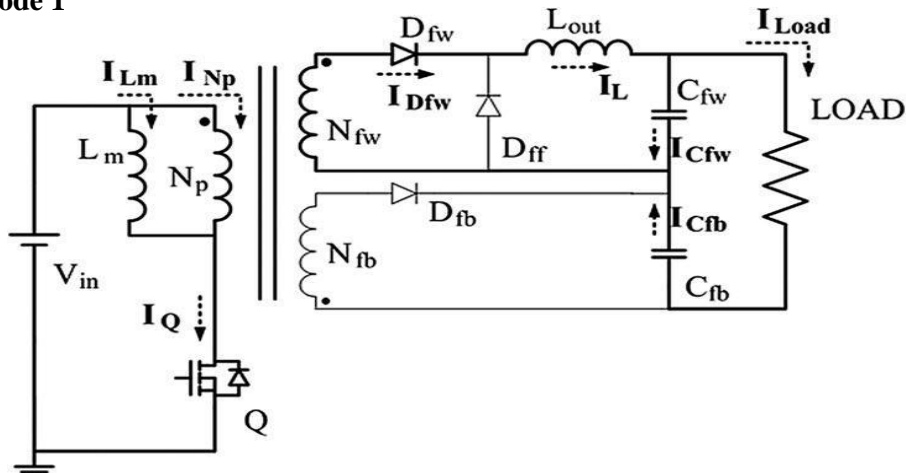 ode 1
D fw
L out
I Load
I Lm
I Np
I Dfw
I L
C fw
LOAD
N fw
D ff
I Cfw
L m
N p
D fb
I Cfb
N fb
V in
C fb
I Q
Q